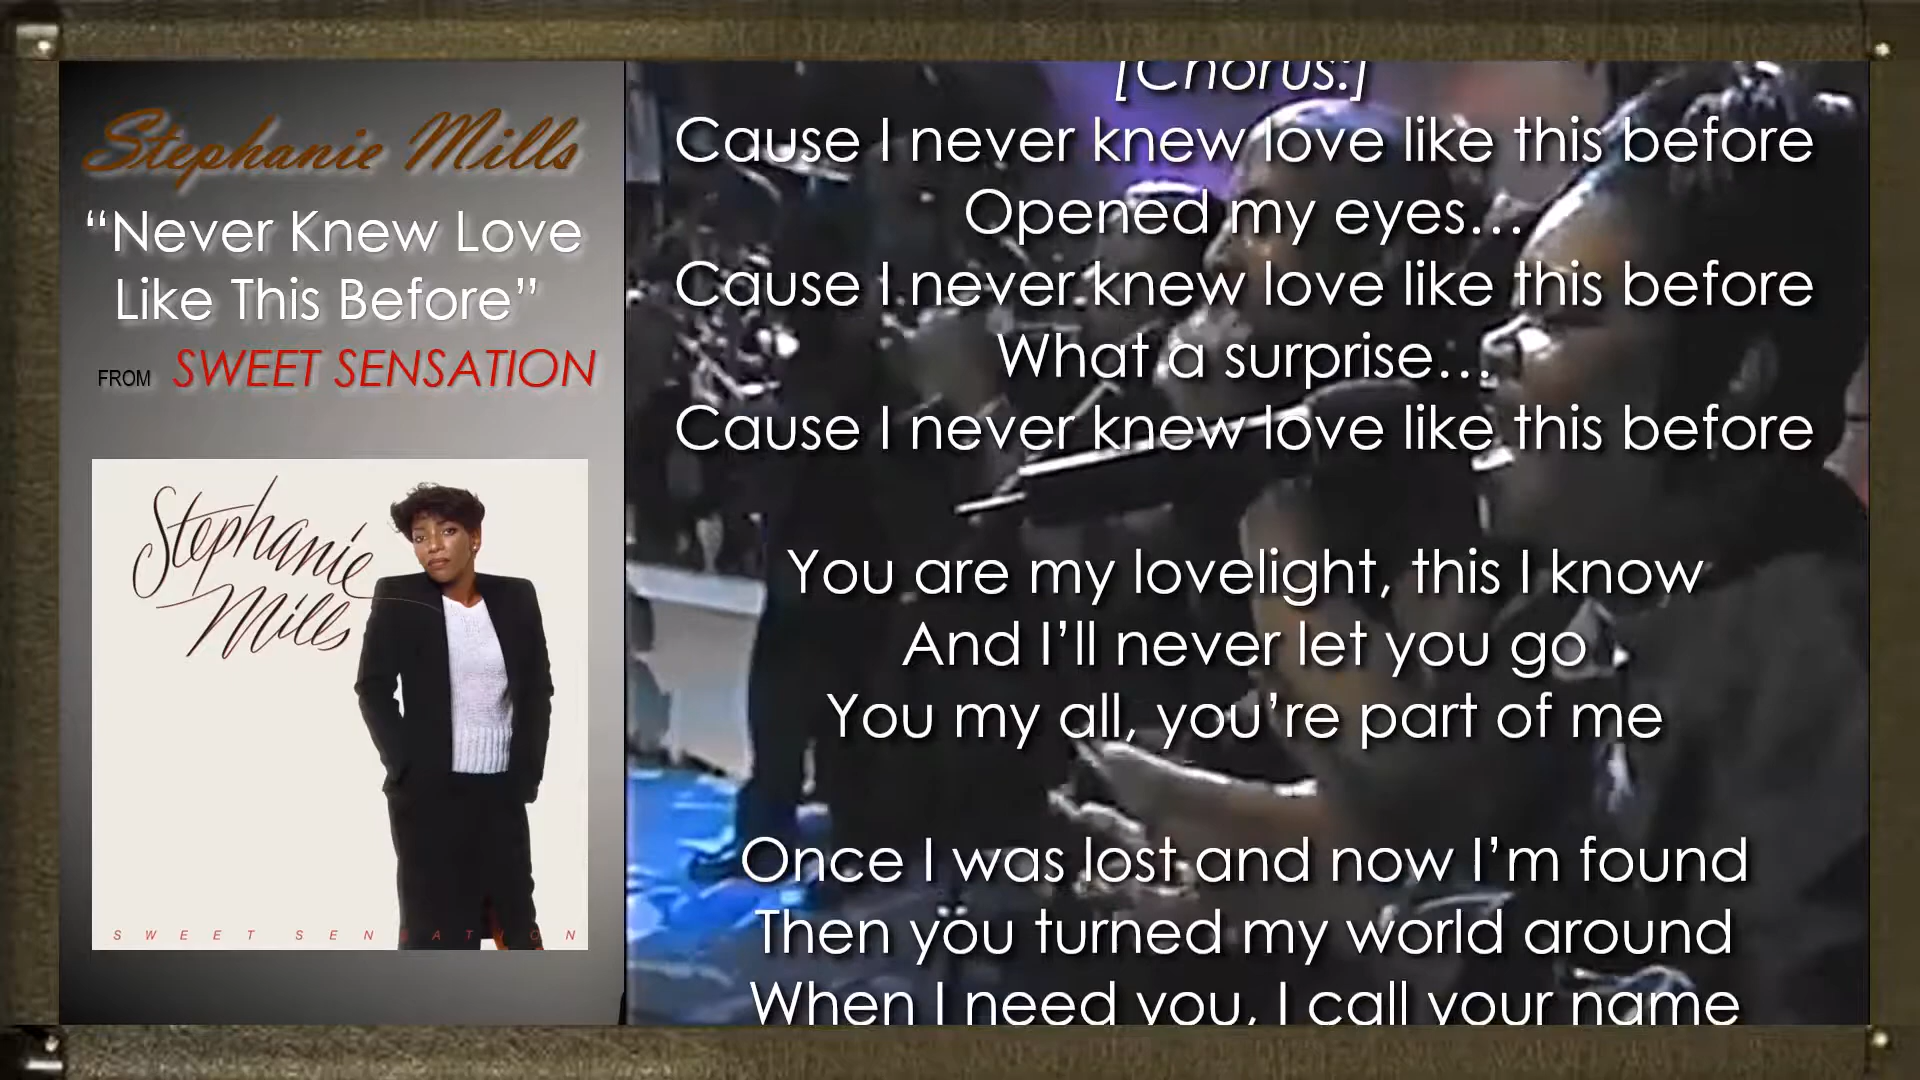 Stephanie Mills
“Never Knew Love
Like This Before”
FROM SWEET SENSATION
Stephanie
Mills
SWEET SENSATION
[Chorus:]
Cause I never knew love like this before
Opened my eyes…
Cause I never knew love like this before
What a surprise…
Cause I never knew love like this before
You are my lovelight, this I know
And I’ll never let you go
You my all, you’re part of me
Once I was lost and now I’m found
Then you turned my world around
When I need you, I call your name